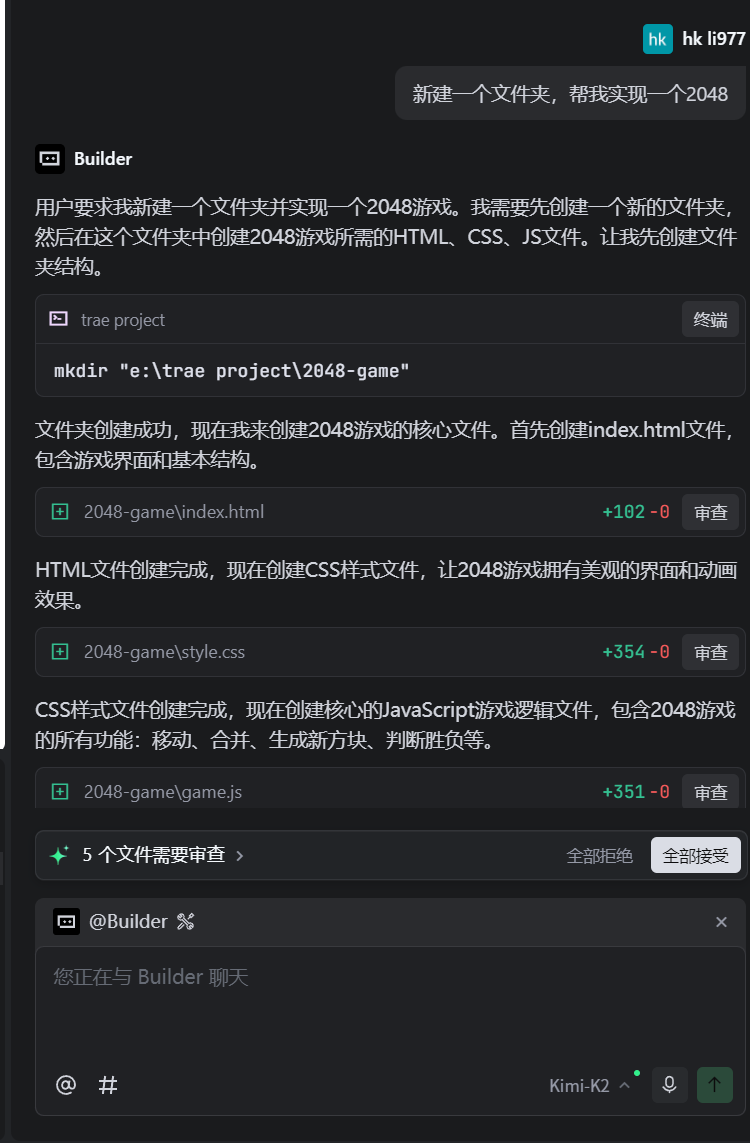 hk hk li977
新建一个文件夹，帮我实现一个2048
Builder
用户要求我新建一个文件夹并实现一个2048游戏。我需要先创建一个新的文件夹，
然后在这个文件夹中创建2048游戏所需的HTML、CSS、JS文件。让我先创建文件
夹结构。
trae project 终端
mkdir "e:\trae project\2048-game"
文件夹创建成功，现在我来创建2048游戏的核心文件。首先创建index.html文件，
包含游戏界面和基本结构。
2048-game\index.html +102 -0 审查
HTML文件创建完成，现在创建CSS样式文件，让2048游戏拥有美观的界面和动画
效果。
2048-game\style.css +354 -0 审查
CSS样式文件创建完成，现在创建核心的JavaScript游戏逻辑文件，包含2048游戏
的所有功能：移动、合并、生成新方块、判断胜负等。
2048-game\game.js +351 -0 审查
5 个文件需要审查 全部拒绝 全部接受
@Builder
您正在与 Builder 聊天
@ # Kimi-K2